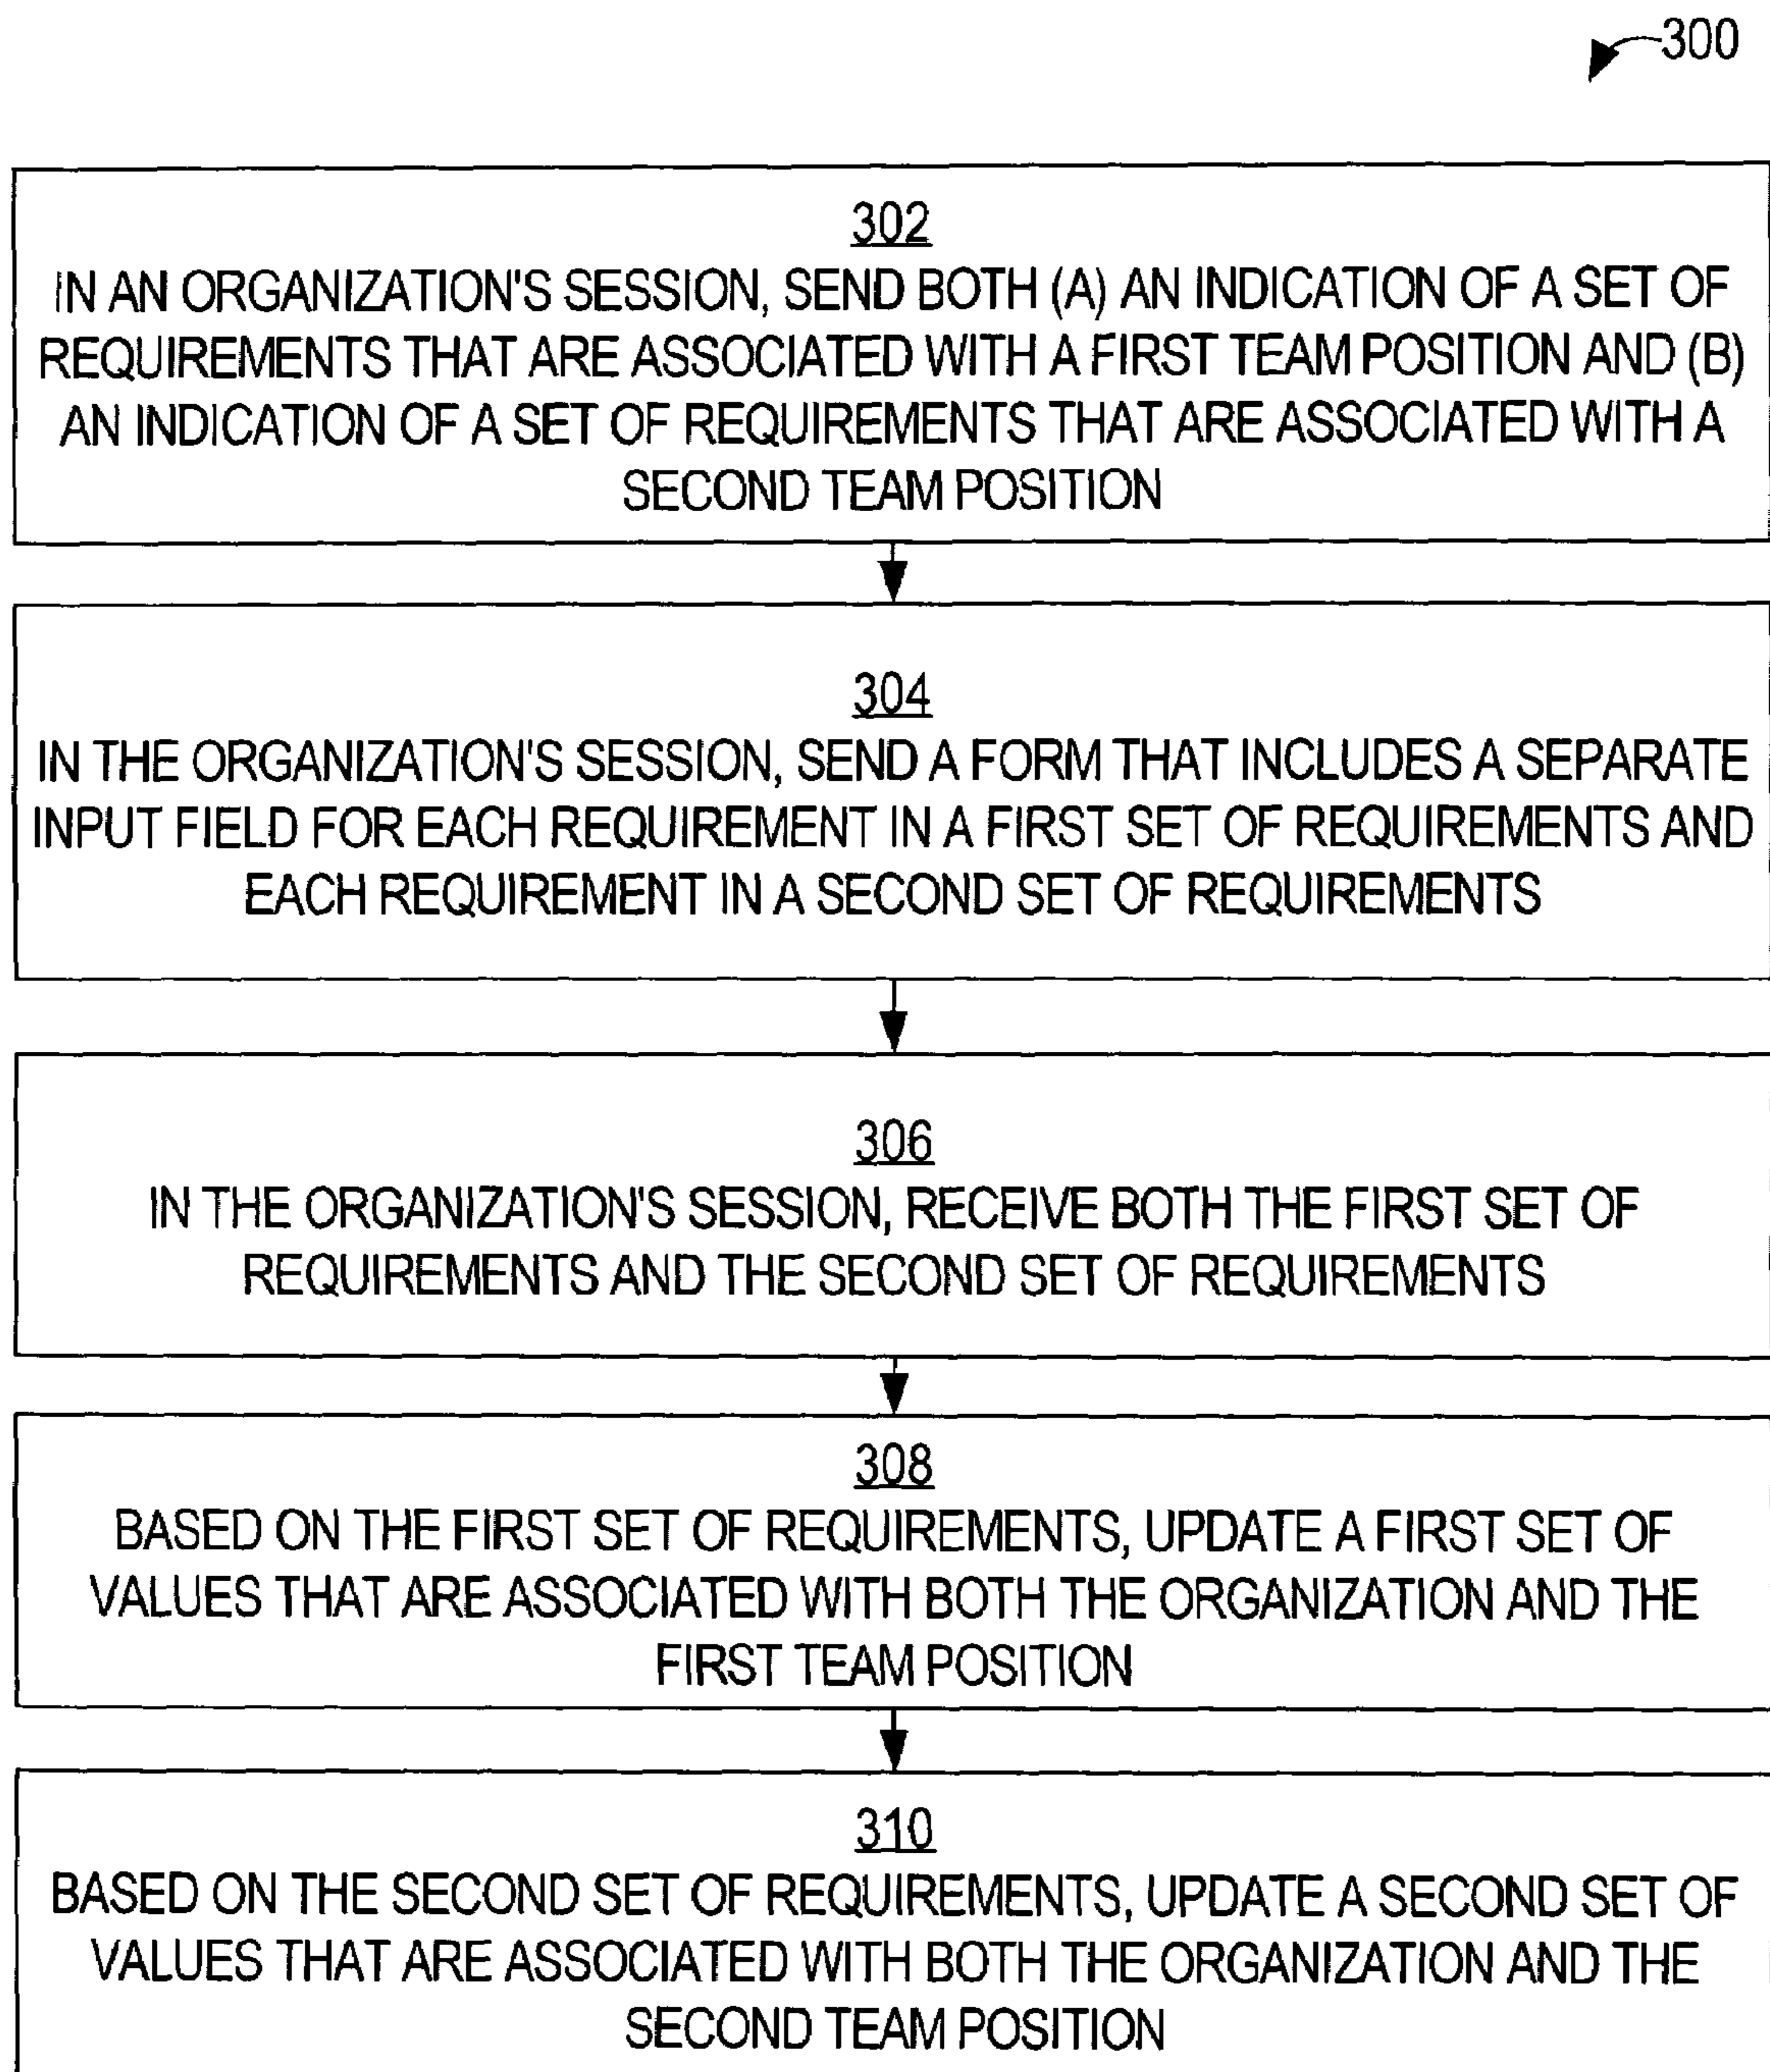 300
302
IN AN ORGANIZATION'S SESSION, SEND BOTH (A) AN INDICATION OF A SET OF
REQUIREMENTS THAT ARE ASSOCIATED WITH A FIRST TEAM POSITION AND (B)
AN INDICATION OF A SET OF REQUIREMENTS THAT ARE ASSOCIATED WITH A
SECOND TEAM POSITION
304
IN THE ORGANIZATION'S SESSION, SEND A FORM THAT INCLUDES A SEPARATE
INPUT FIELD FOR EACH REQUIREMENT IN A FIRST SET OF REQUIREMENTS AND
EACH REQUIREMENT IN A SECOND SET OF REQUIREMENTS
306
IN THE ORGANIZATION'S SESSION, RECEIVE BOTH THE FIRST SET OF
REQUIREMENTS AND THE SECOND SET OF REQUIREMENTS
308
BASED ON THE FIRST SET OF REQUIREMENTS, UPDATE A FIRST SET OF
VALUES THAT ARE ASSOCIATED WITH BOTH THE ORGANIZATION AND THE
FIRST TEAM POSITION
310
BASED ON THE SECOND SET OF REQUIREMENTS, UPDATE A SECOND SET OF
VALUES THAT ARE ASSOCIATED WITH BOTH THE ORGANIZATION AND THE
SECOND TEAM POSITION